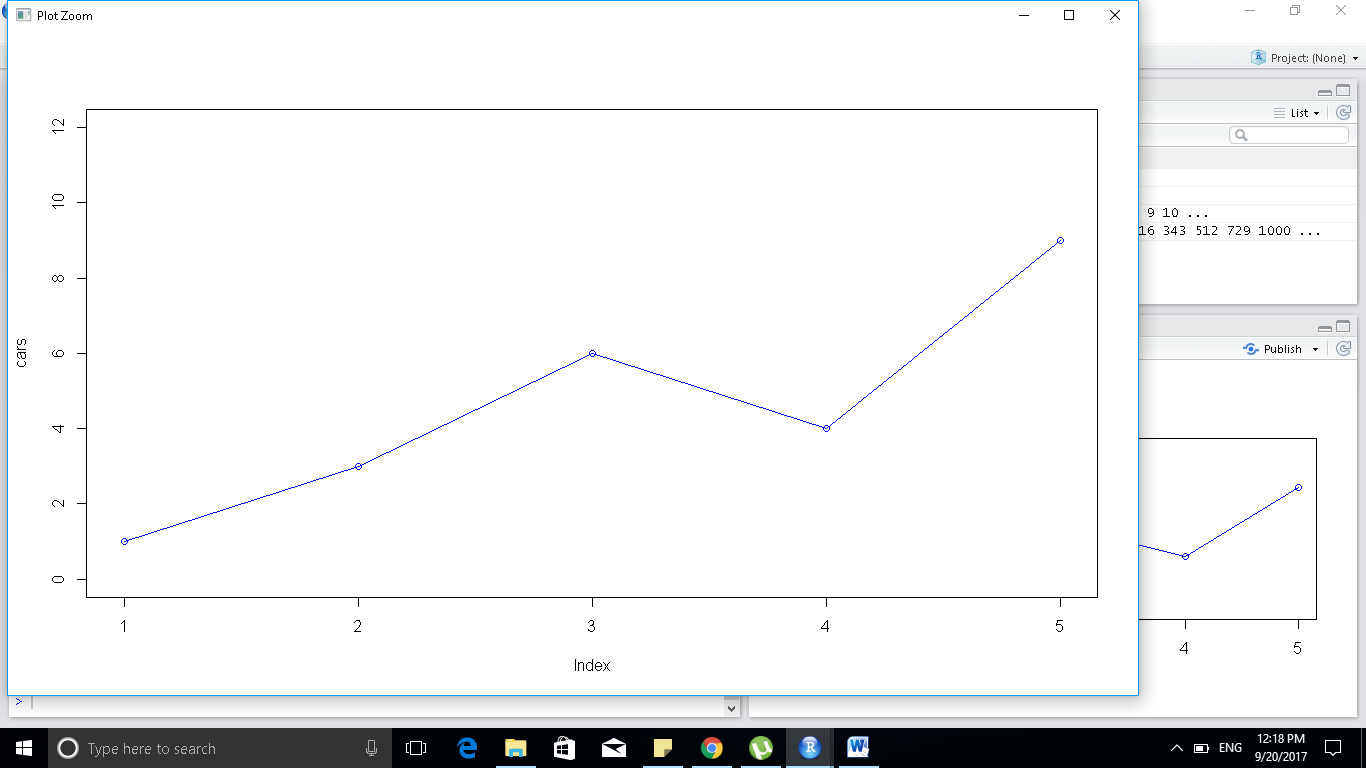 Plot Zoom
Project: (None)
List
9 10 ...
16 343 512 729 1000 ...
Publish
12
10
8
6
4
2
0
cars
1 2 3 4 5
Index
4 5
>
Type here to search
ENG
12:18 PM
9/20/2017